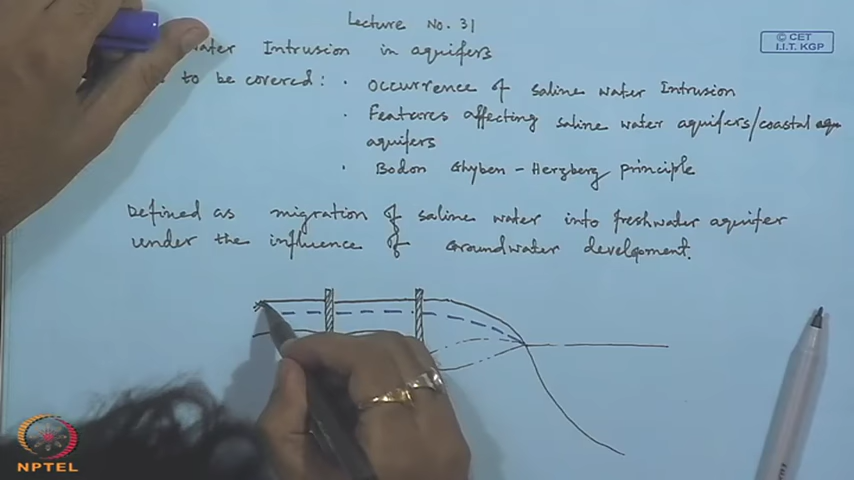 Lecture No. 31
© CET
I.I.T. KGP
water Intrusion in aquifers
to be covered : · Occurrence of saline water Intrusion
· Features affecting saline water aquifers/coastal
aquifers
· Badon Ghyben - Herzberg principle
Defined as migration of saline water into freshwater aquifer
under the influence of Groundwater development.
NPTEL